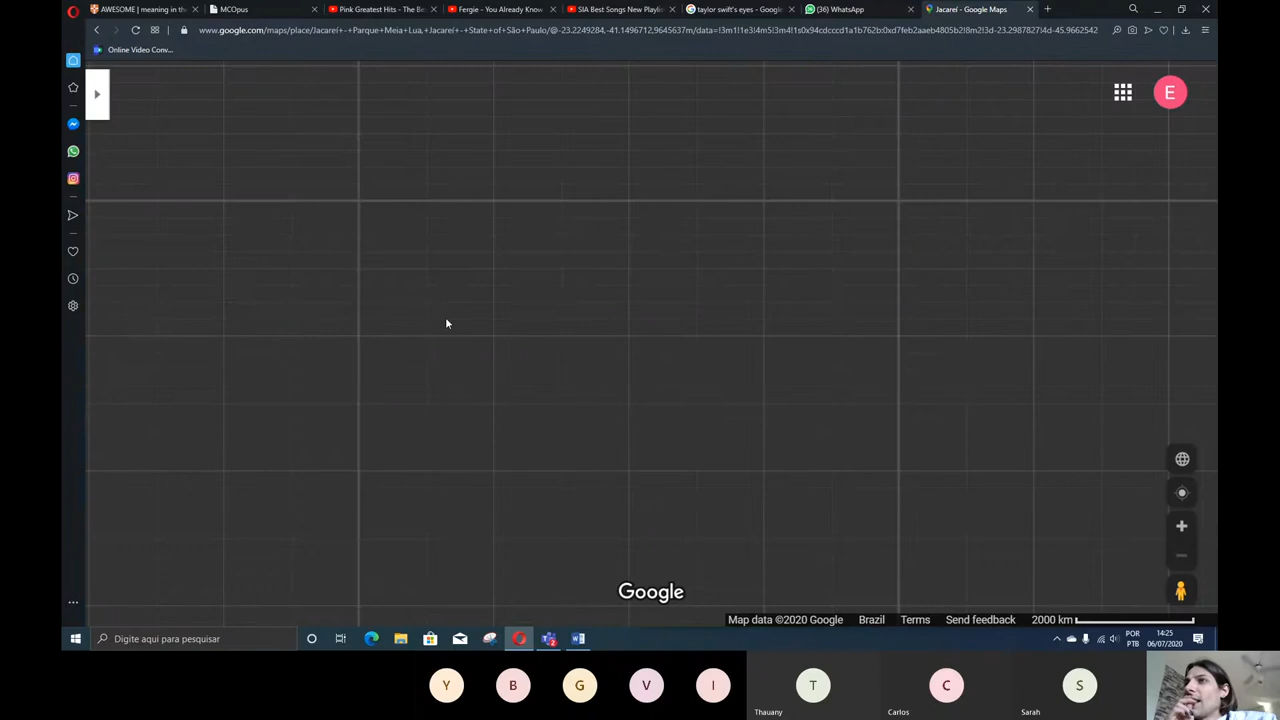 AWESOME | meaning in the
MCOpus
Pink Greatest Hits - The Be
Fergie - You Already Know
SIA Best Songs New Playlis
taylor swift's eyes - Google
(36) WhatsApp
Jacareí - Google Maps
www.google.com/maps/place/Jacareí+-+Parque+Meia+Lua,+Jacareí+-+State+of+São+Paulo/@-23.2249284,-41.1496712,9645637m/data=!3m1!1e3!4m5!3m4!1s0x94cdcccd1a1b762b:0xd7feb2aaeb4805b2!8m2!3d-23.2987827!4d-45.9662542
Online Video Conv...
E
Google
Map data ©2020 Google
Brazil
Terms
Send feedback
2000 km
Digite aqui para pesquisar
2
POR
PTB
14:25
06/07/2020
Y
B
G
V
I
T
Thauany
C
Carlos
S
Sarah